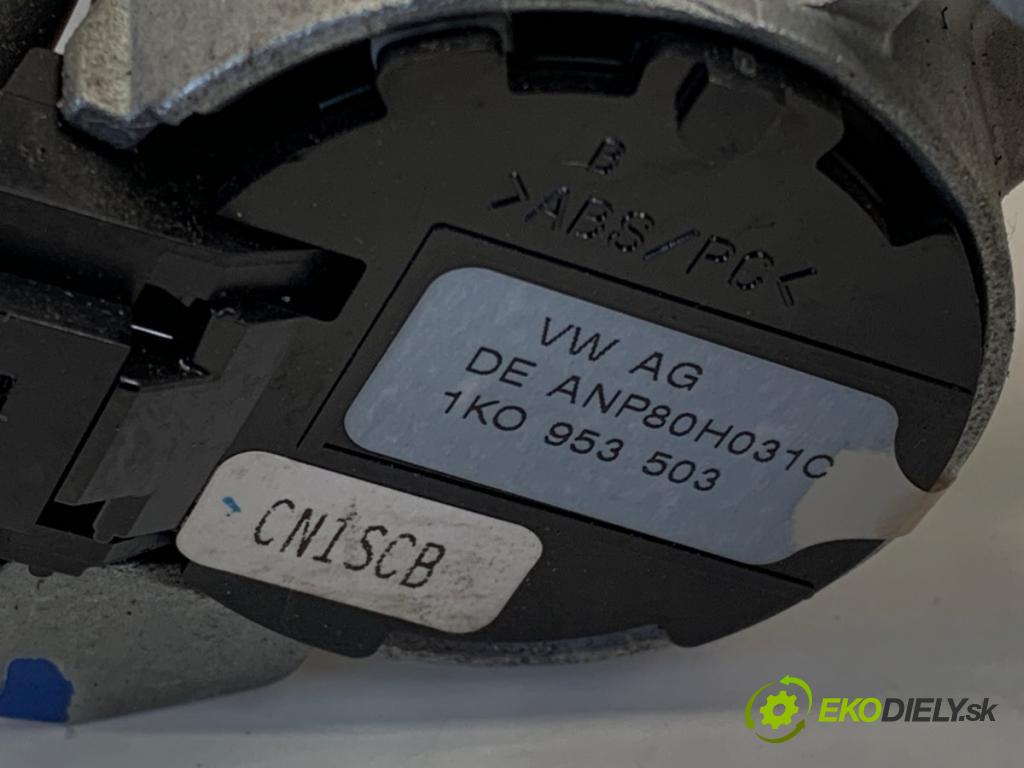 B
>ABS/PC<
VW AG
DE ANP80H031C
1K0 953 503
CN1SCB
EKODIELY.sk